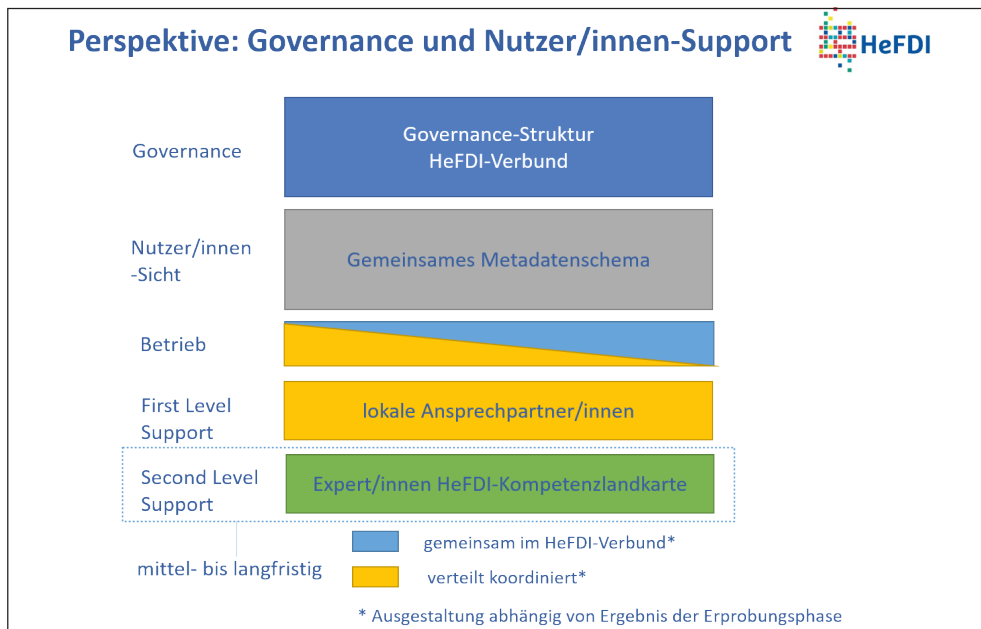 Perspektive: Governance und Nutzer/innen-Support
HeFDI
Governance
Governance-Struktur
HeFDI-Verbund
Nutzer/innen
-Sicht
Gemeinsames Metadatenschema
Betrieb
First Level
Support
lokale Ansprechpartner/innen
Second Level
Support
Expert/innen HeFDI-Kompetenzlandkarte
mittel- bis langfristig
gemeinsam im HeFDI-Verbund*
verteilt koordiniert*
* Ausgestaltung abhängig von Ergebnis der Erprobungsphase